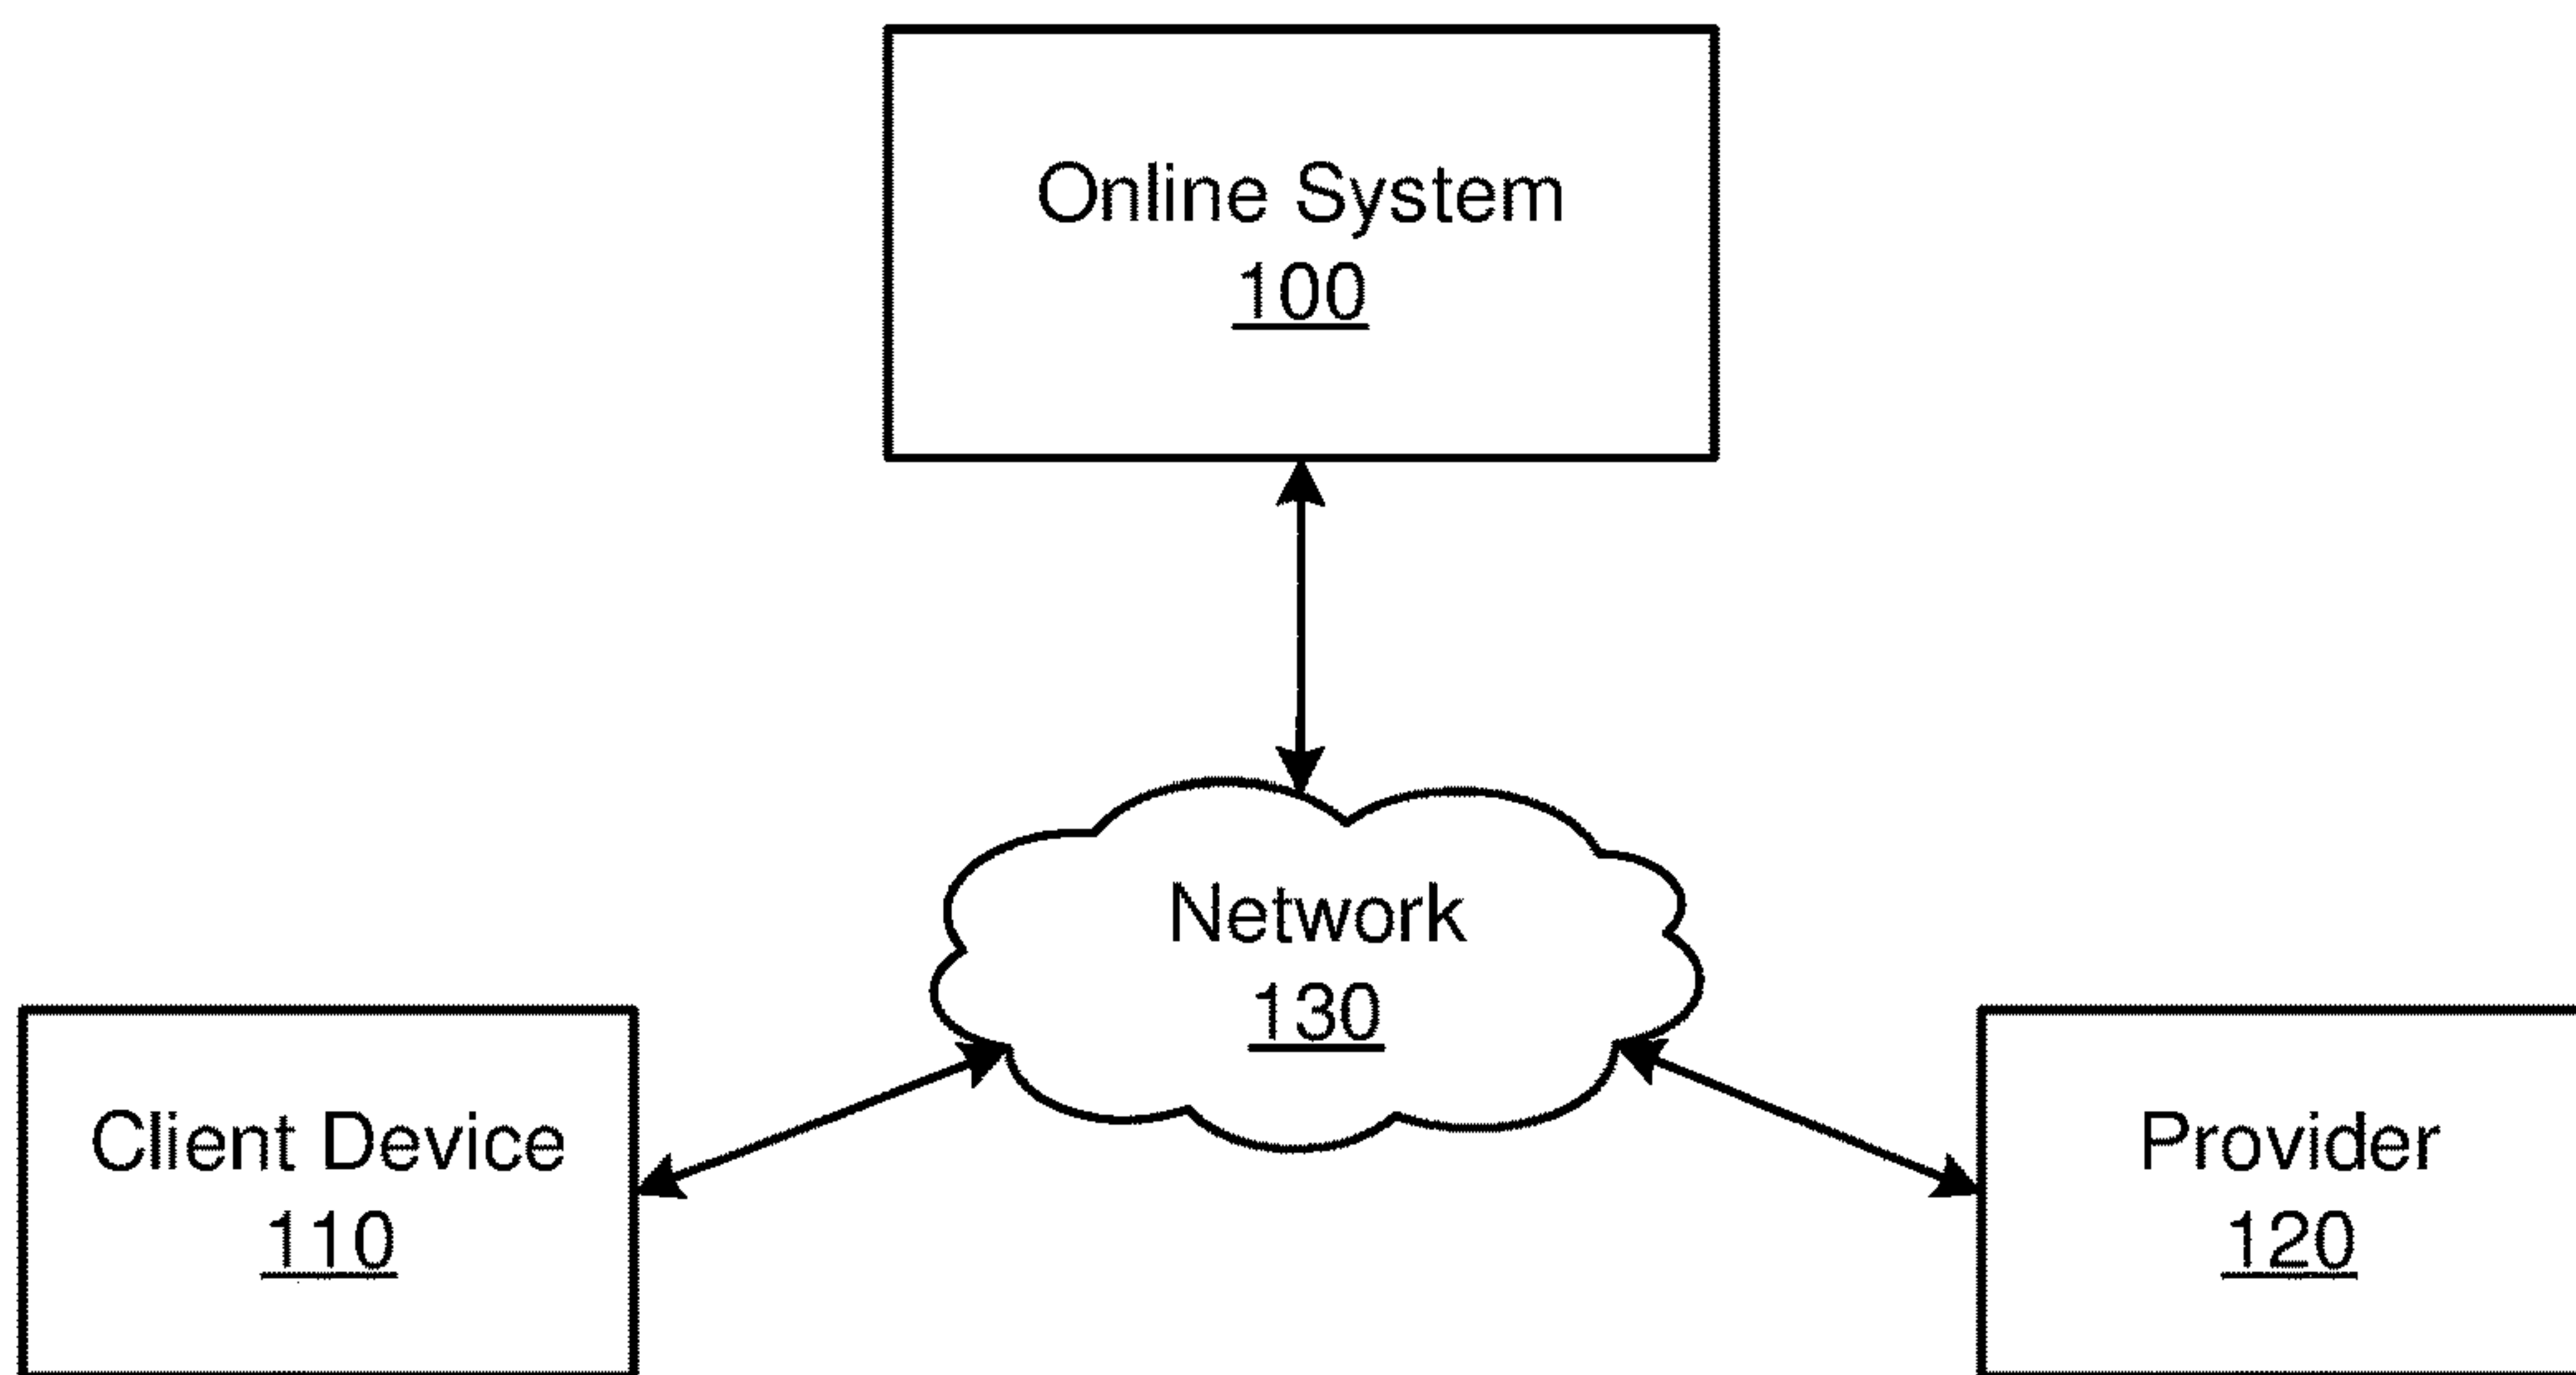 Online System
100
Network
130
Client Device
110
Provider
120